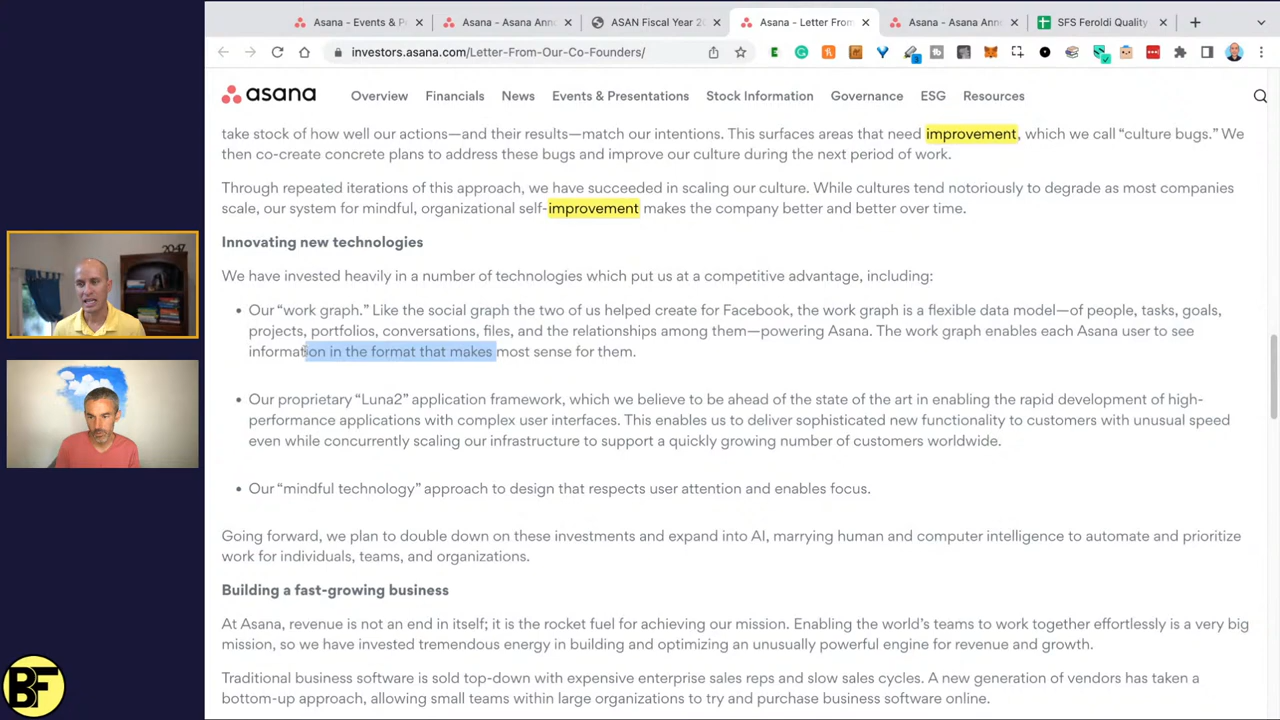 Asana - Events & P
Asana - Asana Ann
ASAN Fiscal Year 2
Asana - Letter From
Asana - Asana Ann
SFS Feroldi Quality
investors.asana.com/Letter-From-Our-Co-Founders/
asana
Overview
Financials
News
Events & Presentations
Stock Information
Governance
ESG
Resources
take stock of how well our actions—and their results—match our intentions. This surfaces areas that need improvement, which we call “culture bugs.” We
then co-create concrete plans to address these bugs and improve our culture during the next period of work.
Through repeated iterations of this approach, we have succeeded in scaling our culture. While cultures tend notoriously to degrade as most companies
scale, our system for mindful, organizational self-improvement makes the company better and better over time.
Innovating new technologies
We have invested heavily in a number of technologies which put us at a competitive advantage, including:
• Our “work graph.” Like the social graph the two of us helped create for Facebook, the work graph is a flexible data model—of people, tasks, goals,
projects, portfolios, conversations, files, and the relationships among them—powering Asana. The work graph enables each Asana user to see
information in the format that makes most sense for them.
• Our proprietary “Luna2” application framework, which we believe to be ahead of the state of the art in enabling the rapid development of high-
performance applications with complex user interfaces. This enables us to deliver sophisticated new functionality to customers with unusual speed
even while concurrently scaling our infrastructure to support a quickly growing number of customers worldwide.
• Our “mindful technology” approach to design that respects user attention and enables focus.
Going forward, we plan to double down on these investments and expand into AI, marrying human and computer intelligence to automate and prioritize
work for individuals, teams, and organizations.
Building a fast-growing business
At Asana, revenue is not an end in itself; it is the rocket fuel for achieving our mission. Enabling the world’s teams to work together effortlessly is a very big
mission, so we have invested tremendous energy in building and optimizing an unusually powerful engine for revenue and growth.
Traditional business software is sold top-down with expensive enterprise sales reps and slow sales cycles. A new generation of vendors has taken a
bottom-up approach, allowing small teams within large organizations to try and purchase business software online.
2047
BF